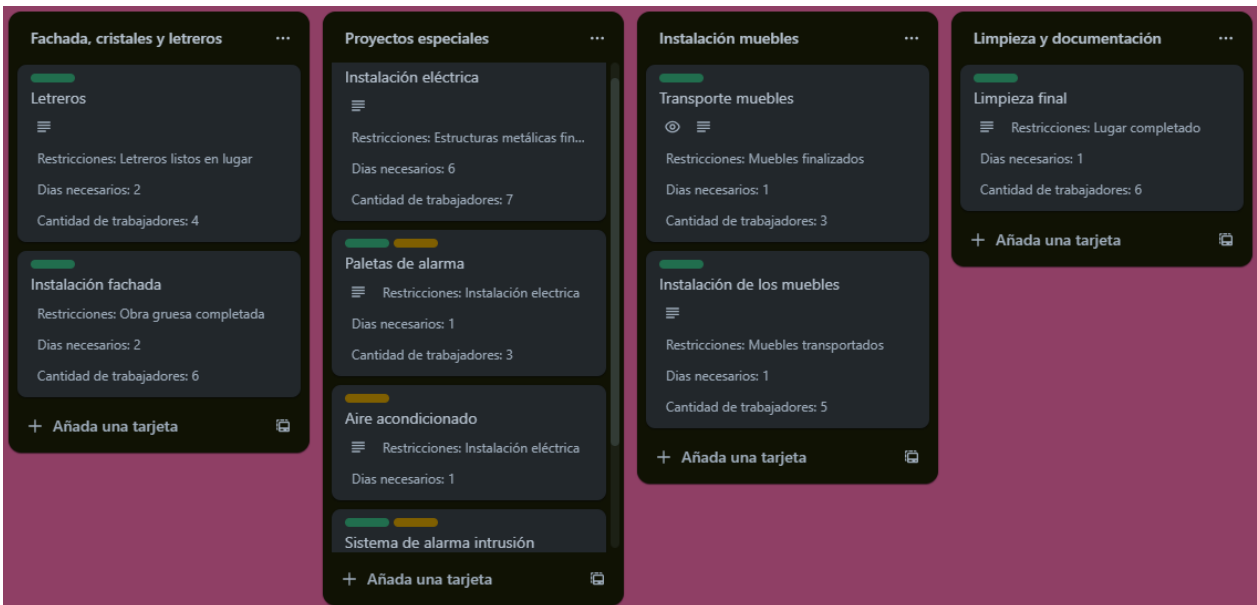 Fachada, cristales y letreros
Letreros
Restricciones: Letreros listos en lugar
Dias necesarios: 2
Cantidad de trabajadores: 4
Instalación fachada
Restricciones: Obra gruesa completada
Dias necesarios: 2
Cantidad de trabajadores: 6
+ Añada una tarjeta
Proyectos especiales
Instalación eléctrica
Restricciones: Estructuras metálicas fin...
Dias necesarios: 6
Cantidad de trabajadores: 7
Paletas de alarma
Restricciones: Instalación electrica
Dias necesarios: 1
Cantidad de trabajadores: 3
Aire acondicionado
Restricciones: Instalación eléctrica
Dias necesarios: 1
Sistema de alarma intrusión
+ Añada una tarjeta
Instalación muebles
Transporte muebles
Restricciones: Muebles finalizados
Dias necesarios: 1
Cantidad de trabajadores: 3
Instalación de los muebles
Restricciones: Muebles transportados
Dias necesarios: 1
Cantidad de trabajadores: 5
+ Añada una tarjeta
Limpieza y documentación
Limpieza final
Restricciones: Lugar completado
Dias necesarios: 1
Cantidad de trabajadores: 6
+ Añada una tarjeta